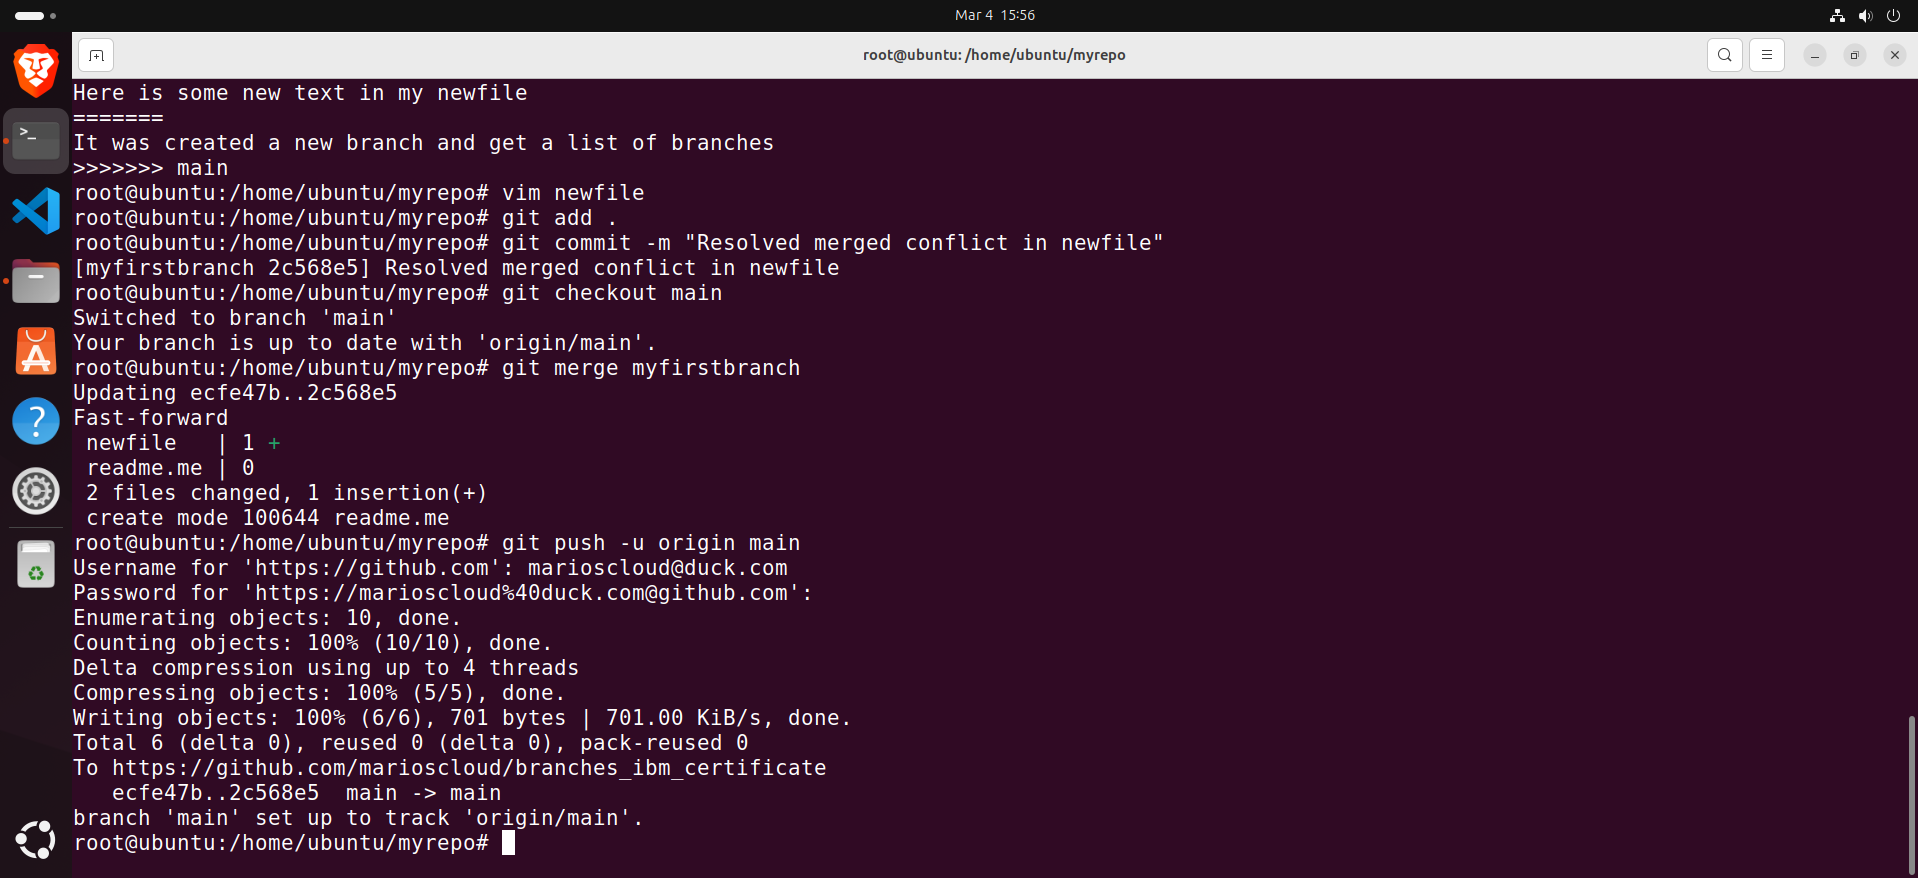 Mar 4 15:56
root@ubuntu: /home/ubuntu/myrepo
Here is some new text in my newfile
=======
It was created a new branch and get a list of branches
>>>>>>> main
root@ubuntu:/home/ubuntu/myrepo# vim newfile
root@ubuntu:/home/ubuntu/myrepo# git add .
root@ubuntu:/home/ubuntu/myrepo# git commit -m "Resolved merged conflict in newfile"
[myfirstbranch 2c568e5] Resolved merged conflict in newfile
root@ubuntu:/home/ubuntu/myrepo# git checkout main
Switched to branch 'main'
Your branch is up to date with 'origin/main'.
root@ubuntu:/home/ubuntu/myrepo# git merge myfirstbranch
Updating ecfe47b..2c568e5
Fast-forward
 newfile   | 1 +
 readme.me | 0
 2 files changed, 1 insertion(+)
 create mode 100644 readme.me
root@ubuntu:/home/ubuntu/myrepo# git push -u origin main
Username for 'https://github.com': marioscloud@duck.com
Password for 'https://marioscloud%40duck.com@github.com':
Enumerating objects: 10, done.
Counting objects: 100% (10/10), done.
Delta compression using up to 4 threads
Compressing objects: 100% (5/5), done.
Writing objects: 100% (6/6), 701 bytes | 701.00 KiB/s, done.
Total 6 (delta 0), reused 0 (delta 0), pack-reused 0
To https://github.com/marioscloud/branches_ibm_certificate
   ecfe47b..2c568e5  main -> main
branch 'main' set up to track 'origin/main'.
root@ubuntu:/home/ubuntu/myrepo#